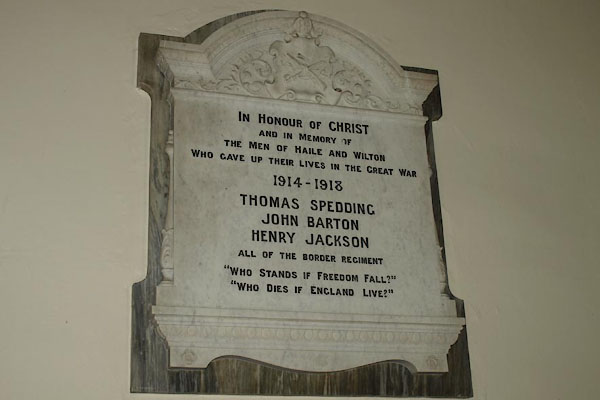 IN HONOUR OF CHRIST
AND IN MEMORY OF
THE MEN OF HAILE AND WILTON
WHO GAVE UP THEIR LIVES IN THE GREAT WAR
1914-1918
THOMAS SPEDDING
JOHN BARTON
HENRY JACKSON
ALL OF THE BORDER REGIMENT
"WHO STANDS IF FREEDOM FALL?"
"WHO DIES IF ENGLAND LIVE?"